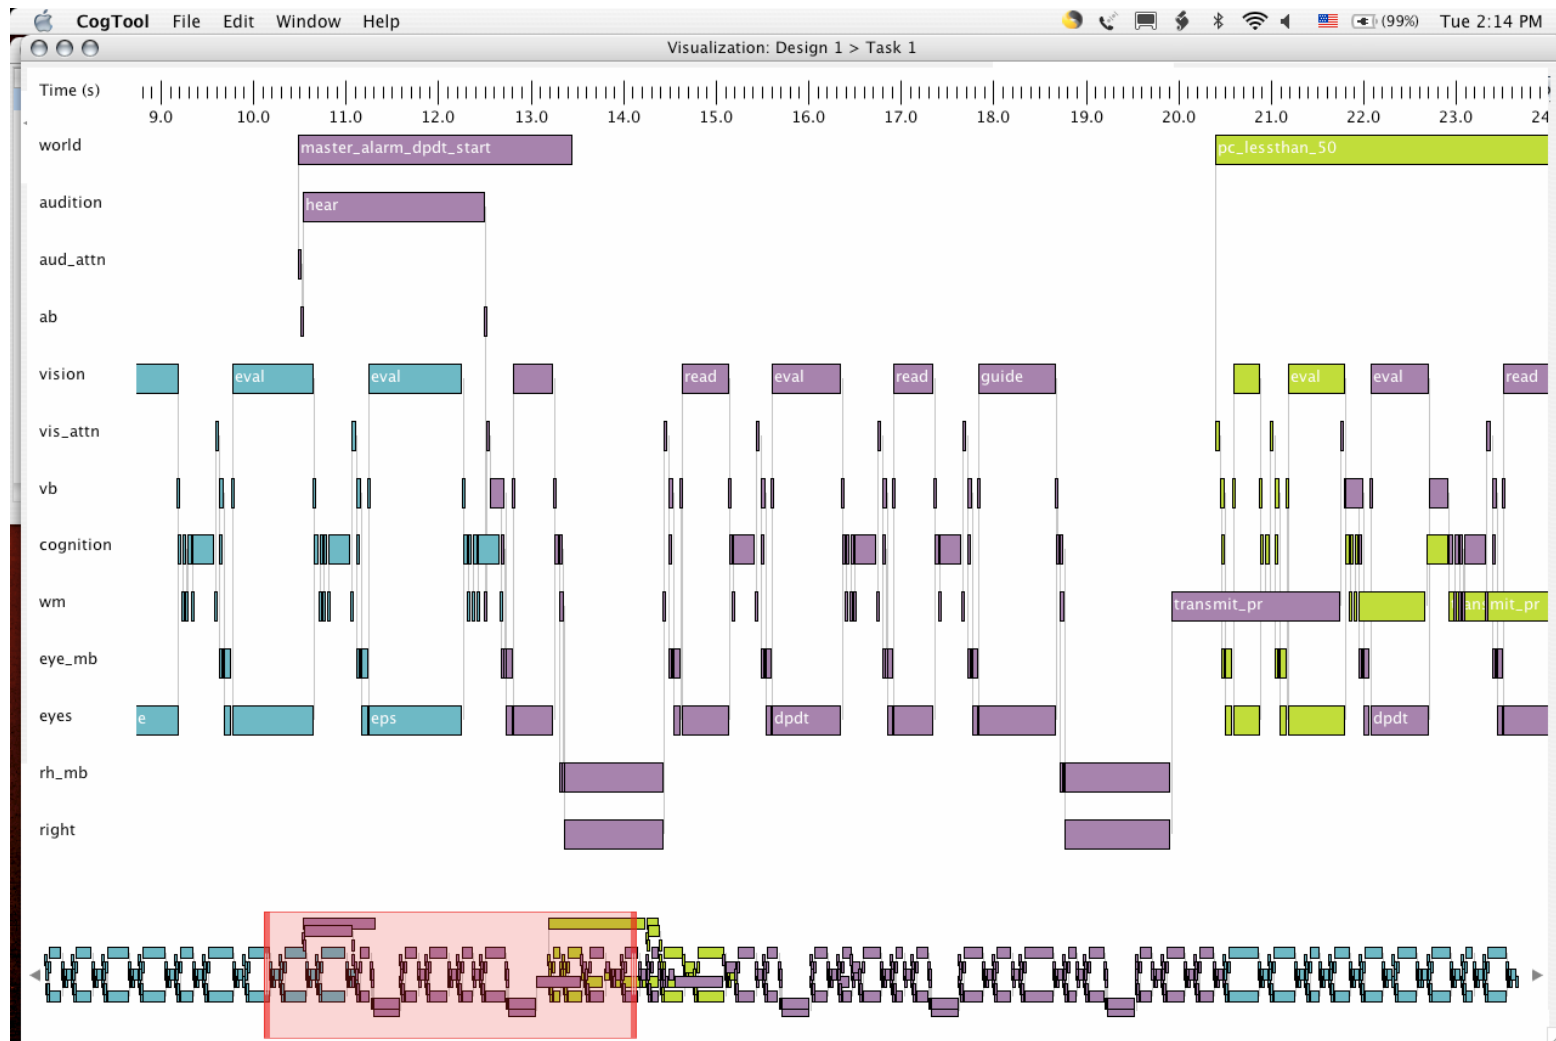 CogTool File Edit Window Help (99%) Tue 2:14 PM
Visualization: Design 1 > Task 1
Time (s)
9.0 10.0 11.0 12.0 13.0 14.0 15.0 16.0 17.0 18.0 19.0 20.0 21.0 22.0 23.0 24
world master_alarm_dpdt_start pc_lessthan_50
audition hear
aud_attn
ab
vision eval eval read eval read guide eval eval read
vis_attn
vb
cognition
wm transmit_pr an mit_pr
eye_mb
eyes e eps dpdt dpdt
rh_mb
right